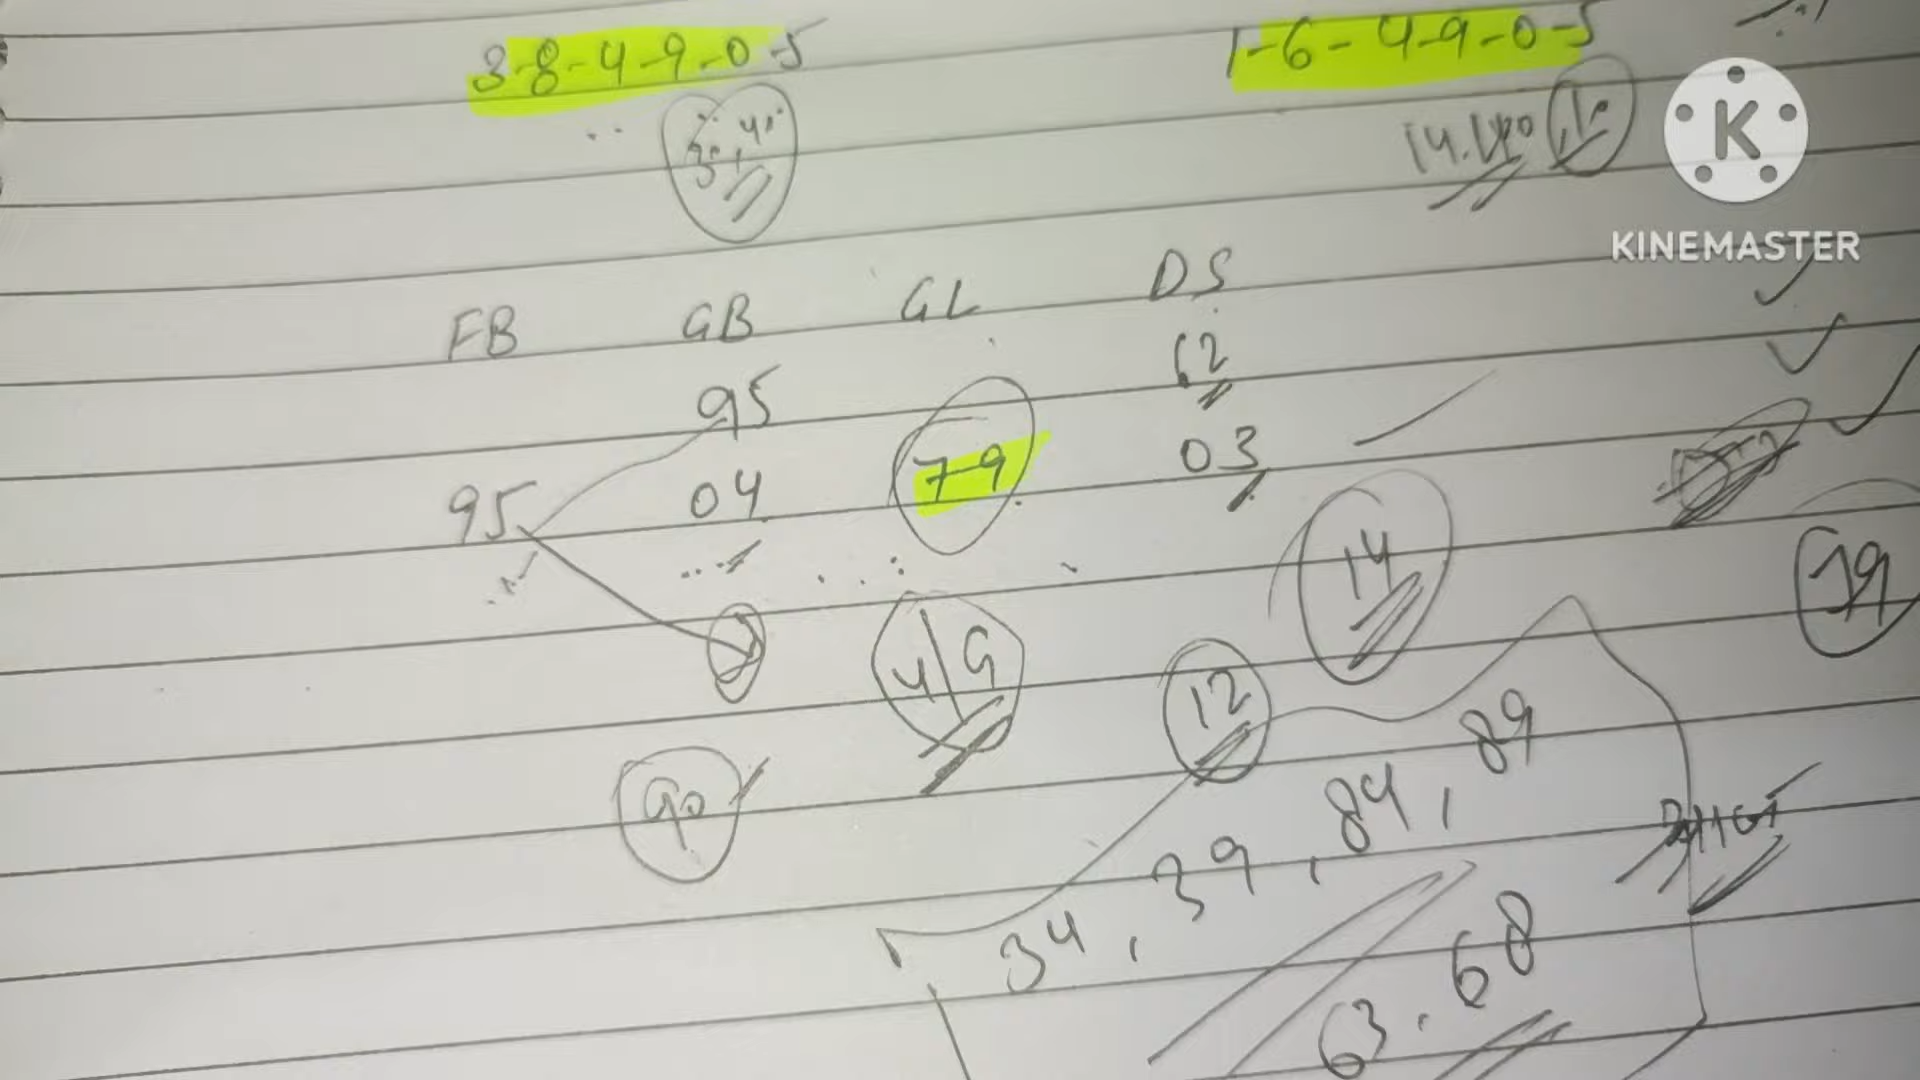 3-8-4-9-0-5 1-6-4-9-0-5
14.
KINEMASTER
FB GB GL DS
95 62
95 04 79 03
14
79
4/9 12
90
34, 39, 84, 89
63, 68